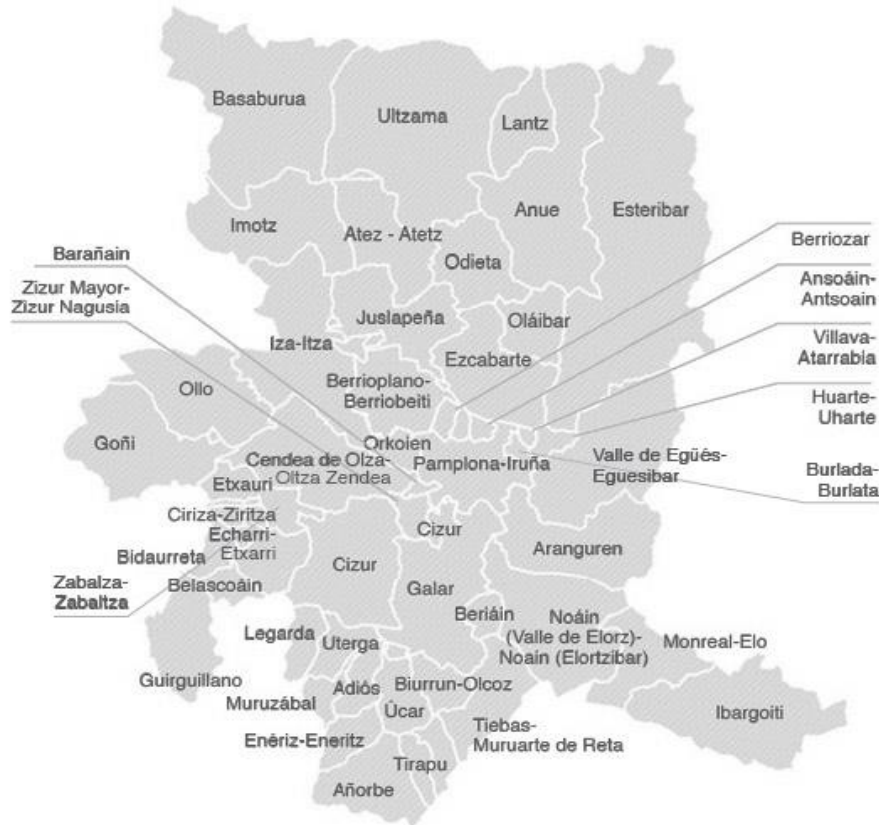 Basaburua
Ultzama
Lantz
Imotz
Atez - Atetz
Anue
Esteribar
Odieta
Barañain
Berriozar
Zizur Mayor-
Zizur Nagusia
Ansoáin-
Antsoain
Juslapeña
Oláibar
Iza-Itza
Ezcabarte
Villava-
Atarrabia
Ollo
Berrioplano-
Berriobeiti
Huarte-
Uharte
Goñi
Orkoien
Cendea de Olza-
Oltza Zendea
Pamplona-Iruña
Valle de Egüés-
Eguesibar
Burlada-
Burlata
Etxauri
Ciriza-Ziritza
Echarri-
Etxarri
Cizur
Aranguren
Bidaurreta
Cizur
Zabalza-
Zabaltza
Belascoáin
Galar
Beriáin
Noáin
(Valle de Elorz)-
Noain (Elortzibar)
Monreal-Elo
Legarda
Uterga
Guirguillano
Muruzábal
Adiós
Biurrun-Olcoz
Úcar
Ibargoiti
Enériz-Eneritz
Tiebas-
Muruarte de Reta
Tirapu
Añorbe